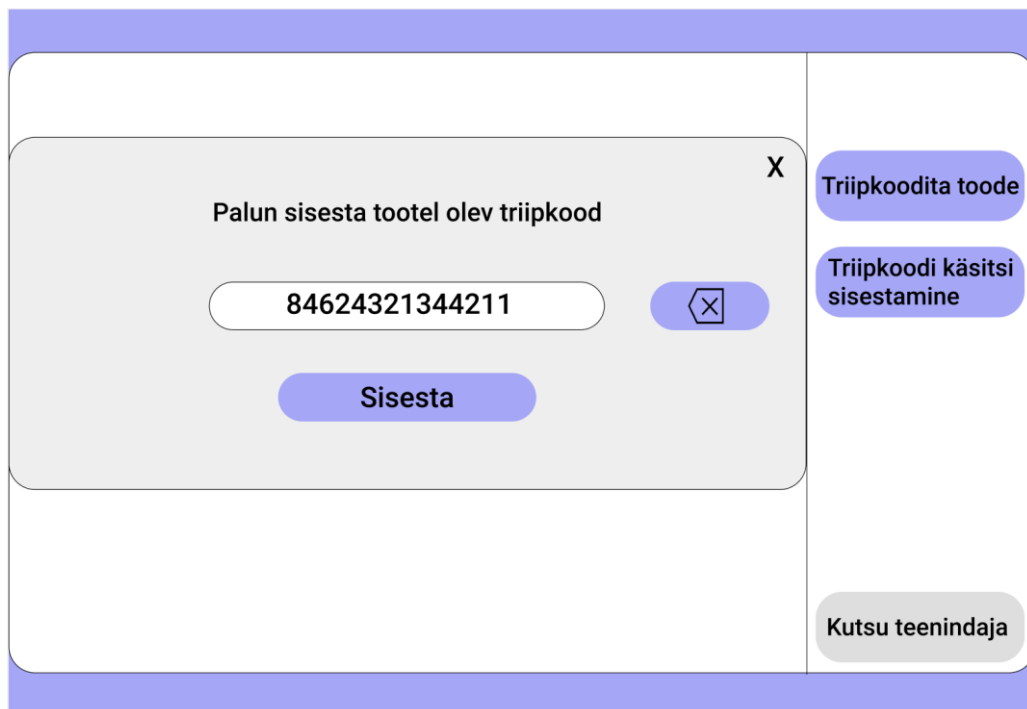 X
Palun sisesta tootel olev triipkood
84624321344211
Sisesta
Triipkoodita toode
Triipkoodi käsitsi
sisestamine
Kutsu teenindaja